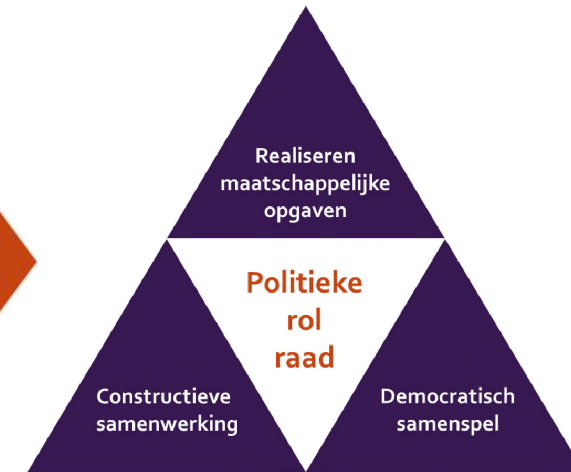 Realiseren
maatschappelijke
opgaven
Politieke
rol
raad
Constructieve
samenwerking
Democratisch
samenspel